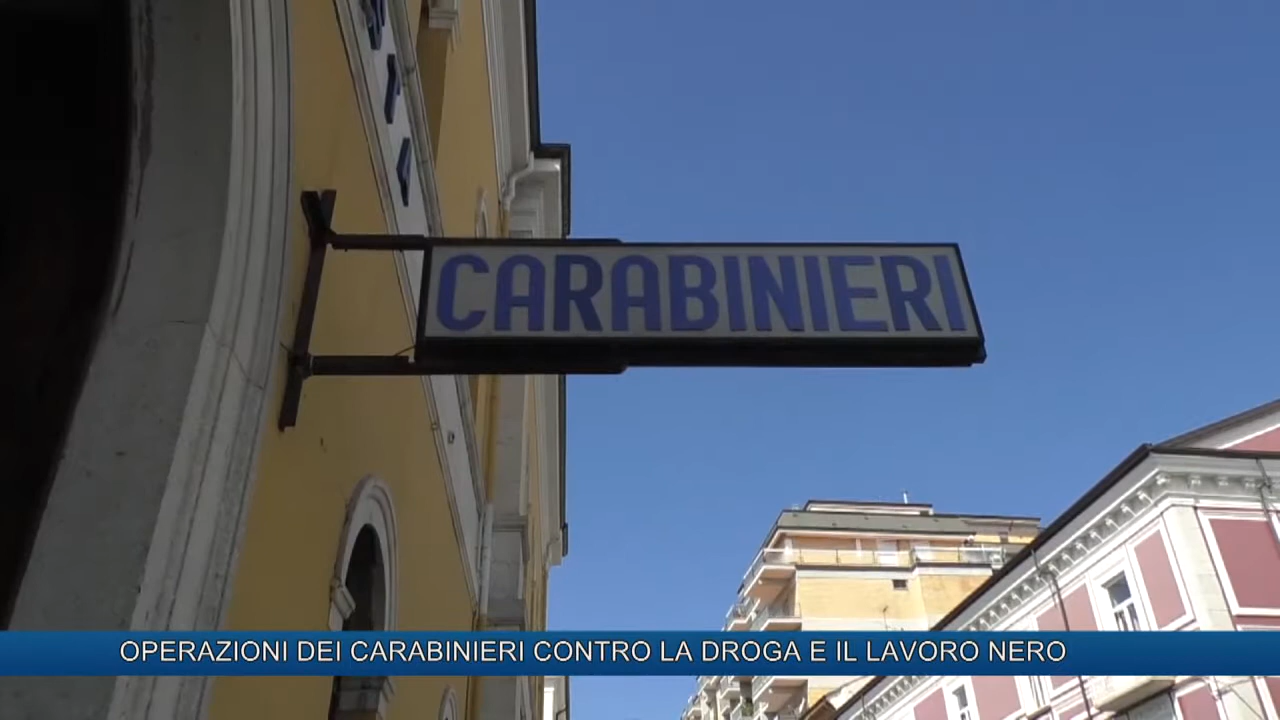 CARABINIERI
OPERAZIONI DEI CARABINIERI CONTRO LA DROGA E IL LAVORO NERO